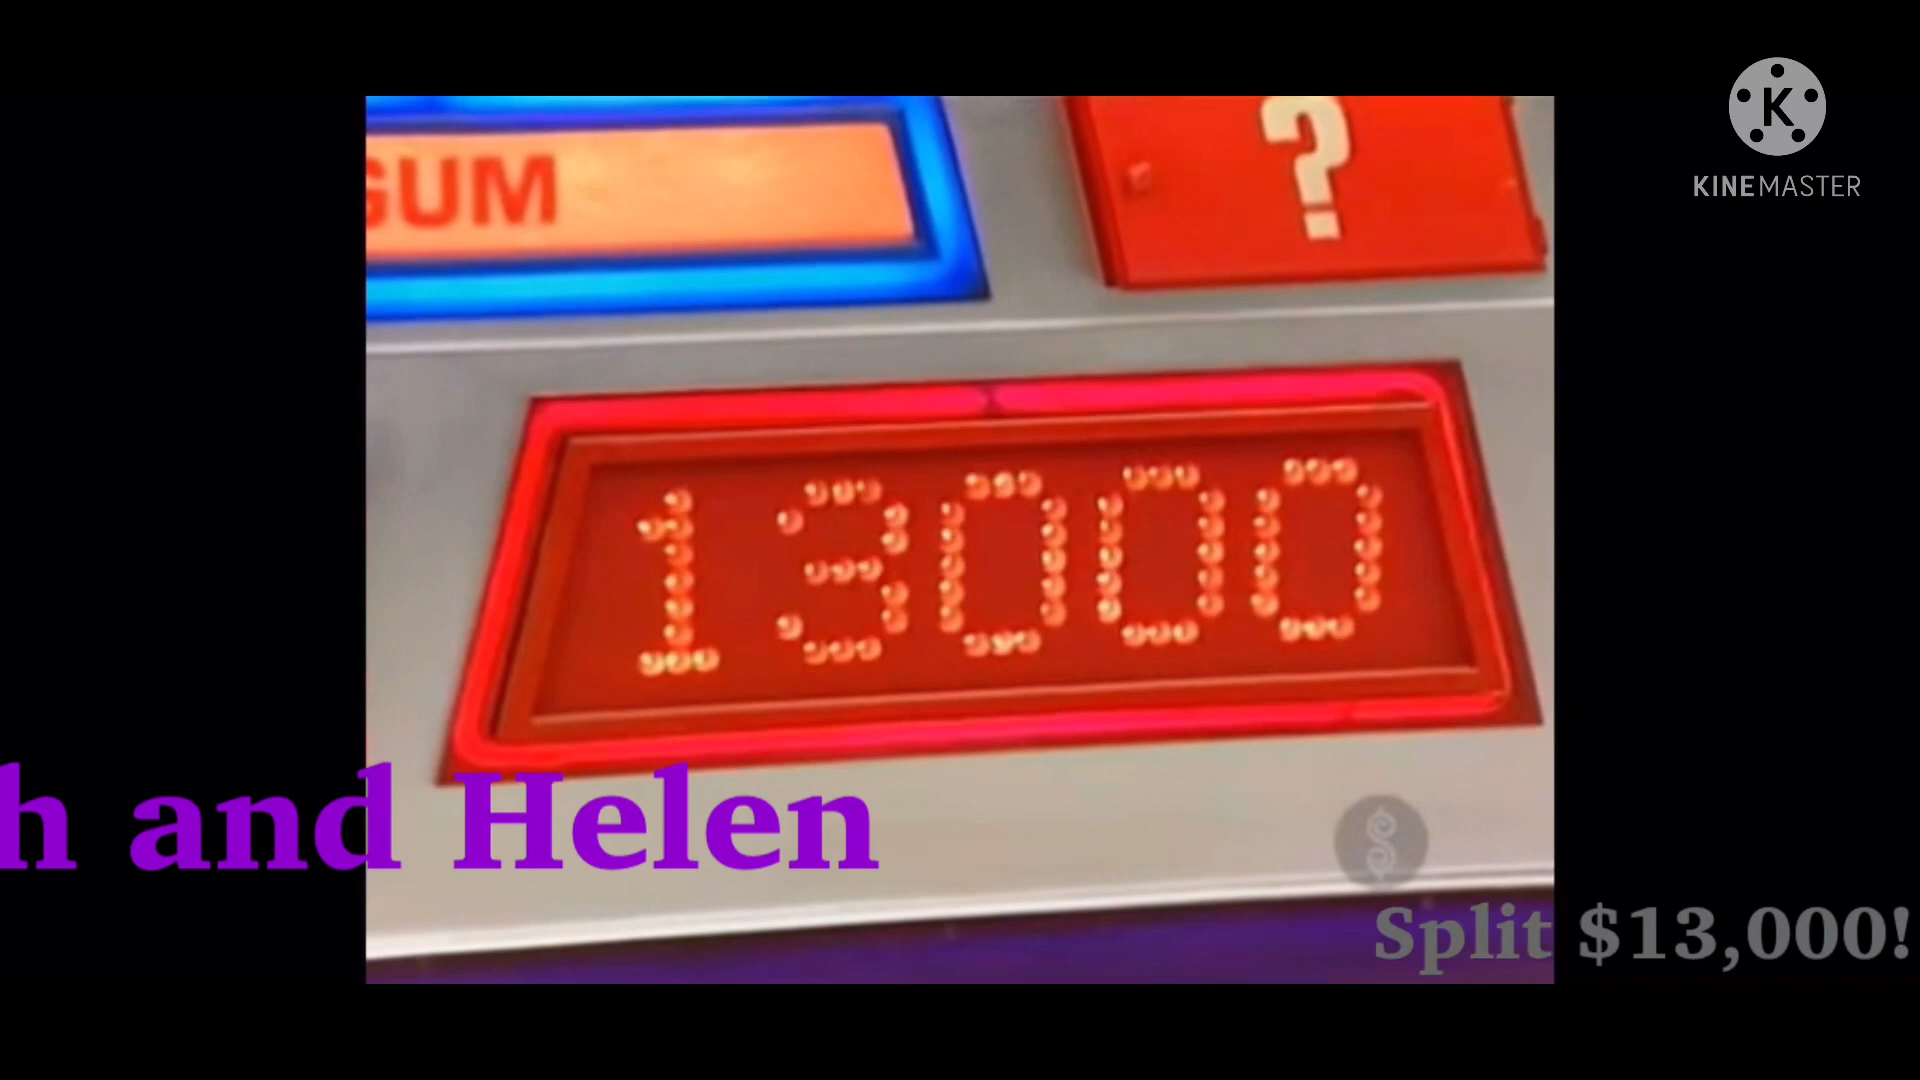 GUM
?
K
KINEMASTER
13000
h and Helen
Split $13,000!